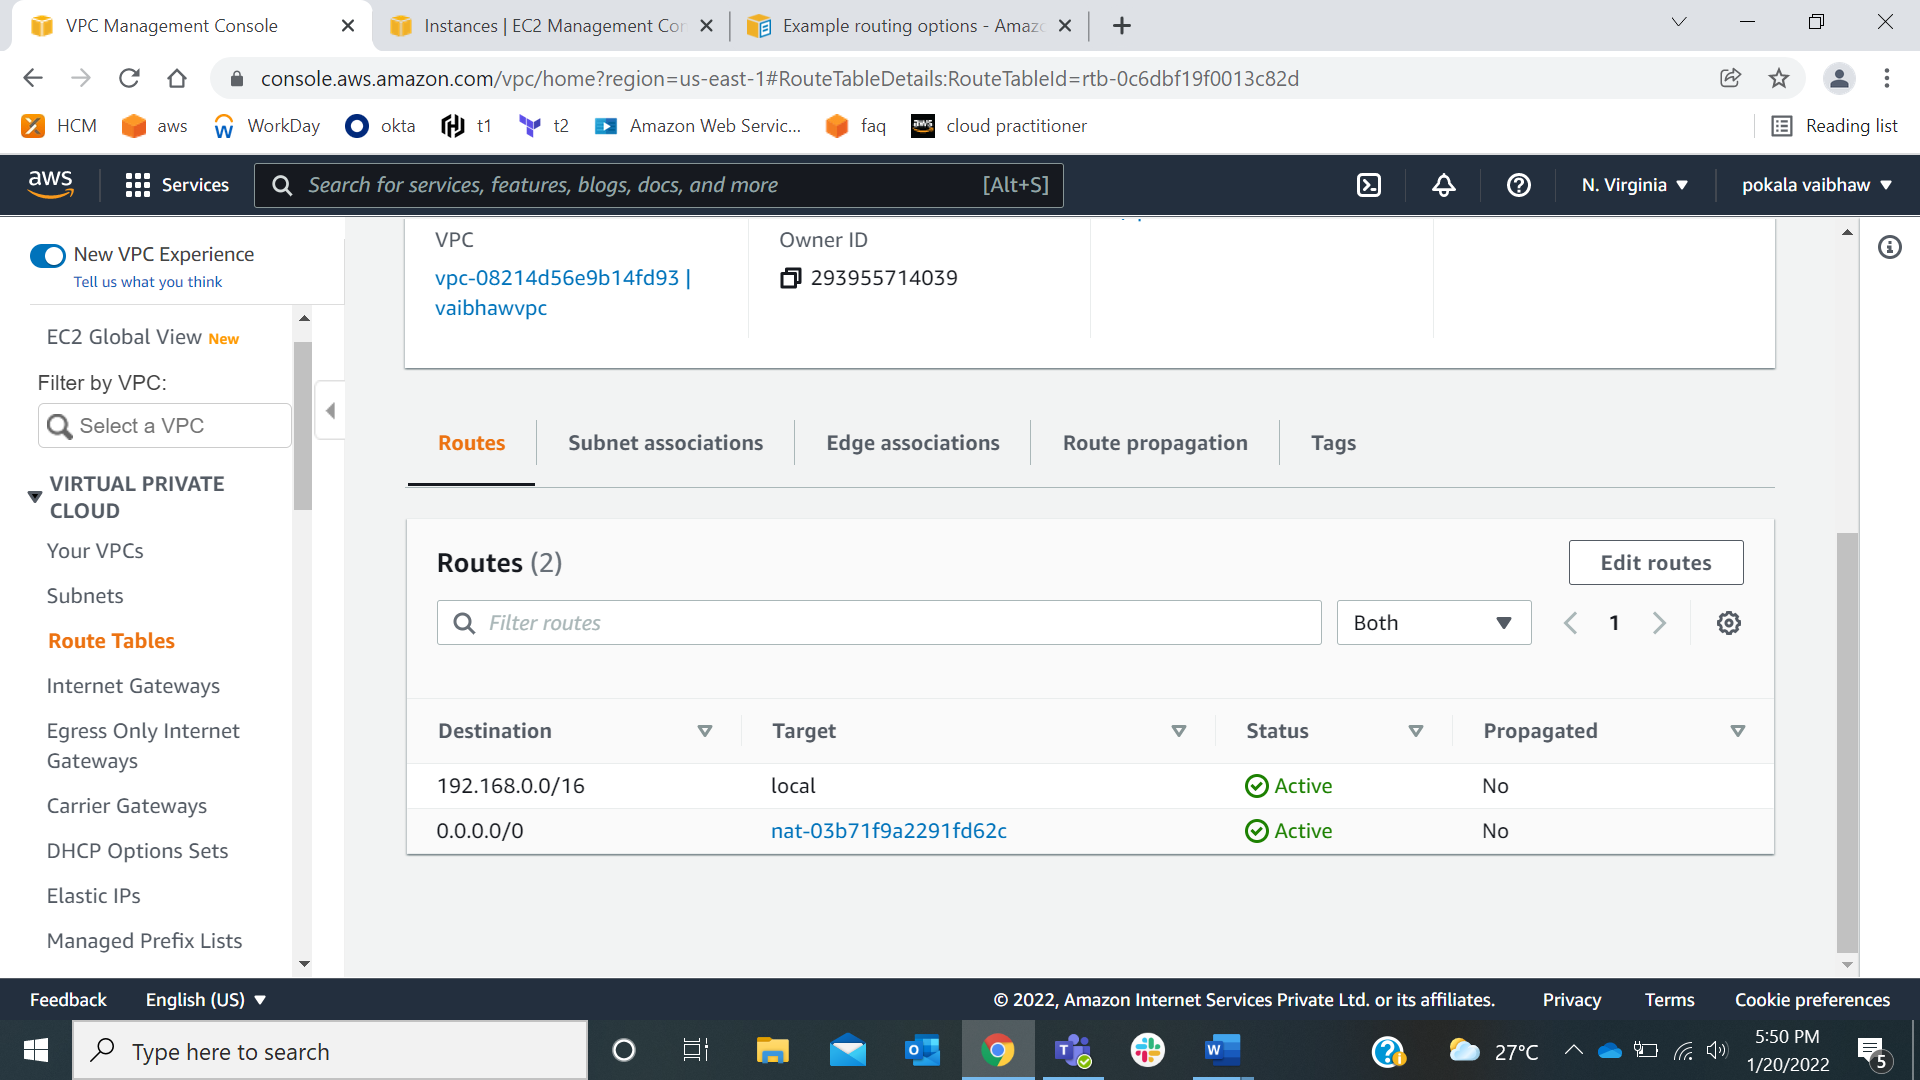 VPC Management Console
Instances | EC2 Management Con
Example routing options - Amazo
console.aws.amazon.com/vpc/home?region=us-east-1#RouteTableDetails:RouteTableId=rtb-0c6dbf19f0013c82d
HCM
aws
WorkDay
okta
t1
t2
Amazon Web Servic...
faq
cloud practitioner
Reading list
aws
Services
Search for services, features, blogs, docs, and more
[Alt+S]
N. Virginia
pokala vaibhaw
New VPC Experience
Tell us what you think
EC2 Global View New
Filter by VPC:
Select a VPC
VIRTUAL PRIVATE
CLOUD
Your VPCs
Subnets
Route Tables
Internet Gateways
Egress Only Internet
Gateways
Carrier Gateways
DHCP Options Sets
Elastic IPs
Managed Prefix Lists
VPC
vpc-08214d56e9b14fd93 |
vaibhawvpc
Owner ID
293955714039
Routes
Subnet associations
Edge associations
Route propagation
Tags
Routes (2)
Edit routes
Filter routes
Both
1
Destination Target Status Propagated
192.168.0.0/16 local Active No
0.0.0.0/0 nat-03b71f9a2291fd62c Active No
Feedback
English (US)
© 2022, Amazon Internet Services Private Ltd. or its affiliates.
Privacy
Terms
Cookie preferences
Type here to search
27°C
5:50 PM
1/20/2022
5